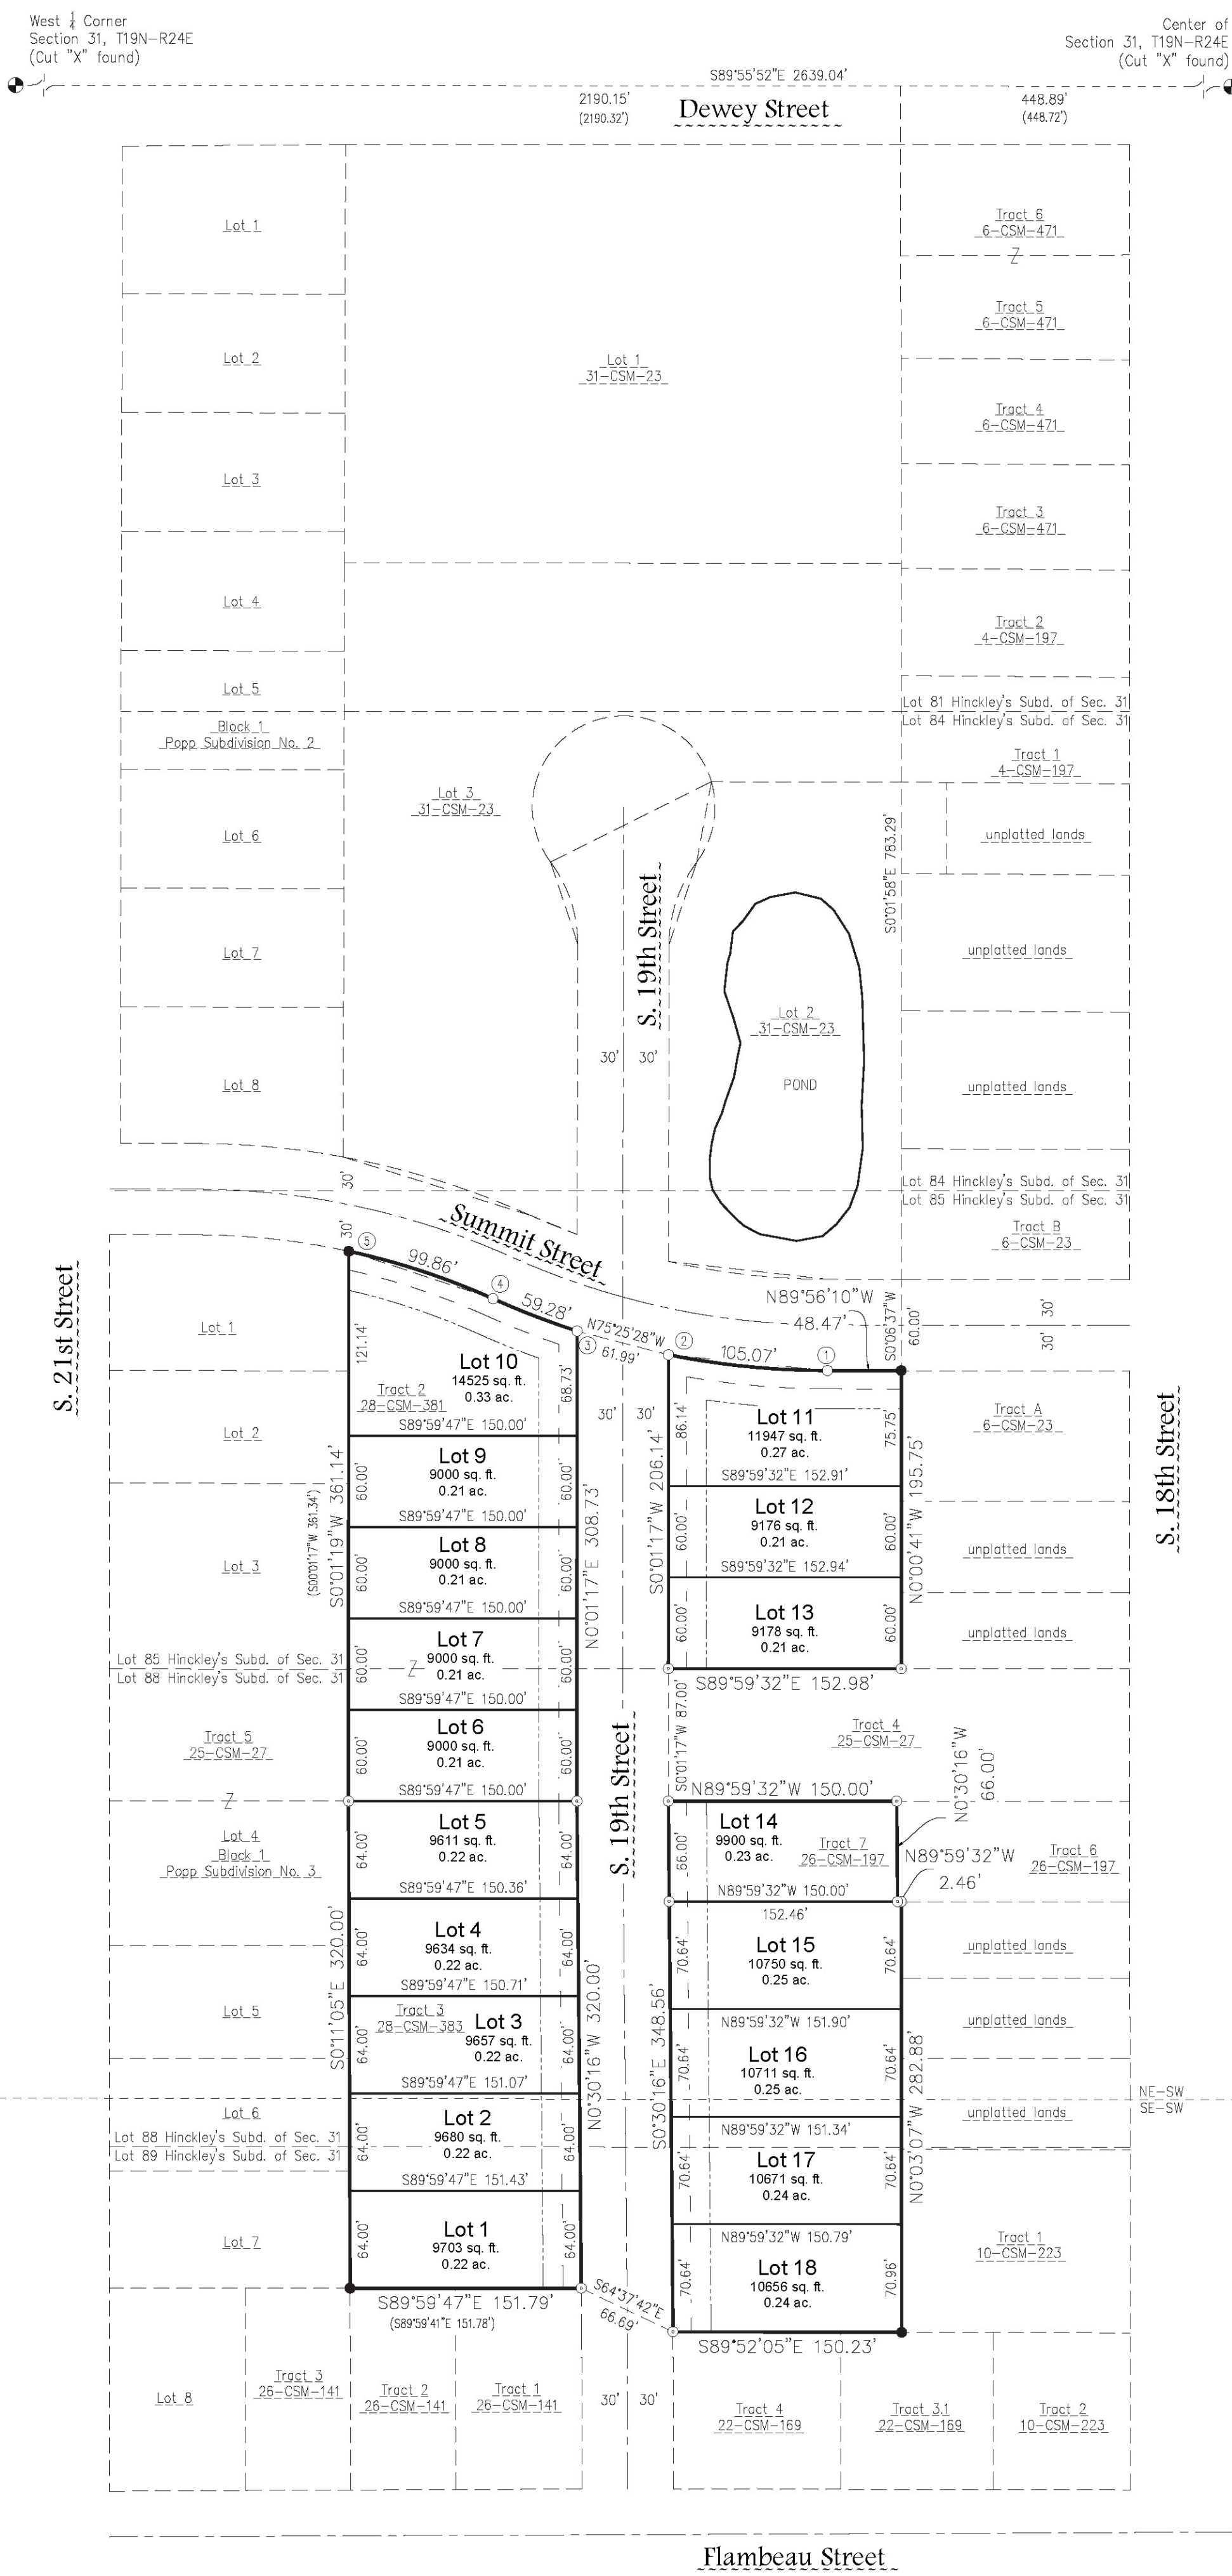 West 1/4 Corner
Section 31, T19N-R24E
(Cut "X" found)
Center of
Section 31, T19N-R24E
(Cut "X" found)
S89°55'52"E 2639.04'
2190.15'
(2190.32')
Dewey Street
448.89'
(448.72')
Lot 1
Lot 2
Lot 3
Lot 4
Lot 5
Block 1
Popp Subdivision No. 2
Lot 6
Lot 7
Lot 8
Lot 1
31-CSM-23
Lot 3
31-CSM-23
S. 19th Street
30' 30'
Lot 2
31-CSM-23
POND
Tract 6
6-CSM-471
Z
Tract 5
6-CSM-471
Tract 4
6-CSM-471
Tract 3
6-CSM-471
Tract 2
4-CSM-197
Lot 81 Hinckley's Subd. of Sec. 31
Lot 84 Hinckley's Subd. of Sec. 31
Tract 1
4-CSM-197
S0°01'58"E 783.29'
unplatted lands
unplatted lands
unplatted lands
Lot 84 Hinckley's Subd. of Sec. 31
Lot 85 Hinckley's Subd. of Sec. 31
Tract B
6-CSM-23
30'
30'
Summit Street
S. 21st Street
5
99.86'
4
59.28'
3
N75°25'28"W
61.99'
2
105.07'
1
N89°56'10"W
48.47'
S0°06'37"W
60.00'
30'
30'
S. 18th Street
Lot 1
Lot 2
Lot 3
Lot 85 Hinckley's Subd. of Sec. 31
Lot 88 Hinckley's Subd. of Sec. 31
Tract 5
25-CSM-27
Z
Lot 4
Block 1
Popp Subdivision No. 3
Lot 5
Lot 6
Lot 88 Hinckley's Subd. of Sec. 31
Lot 89 Hinckley's Subd. of Sec. 31
Lot 7
Lot 8
(S00°01'17"W 361.34')
S0°01'19"W 361.14'
S0°11'05"E 320.00'
121.14'
Lot 10
14525 sq. ft.
0.33 ac.
Tract 2
28-CSM-381
68.73'
S89°59'47"E 150.00'
Lot 9
9000 sq. ft.
0.21 ac.
60.00'
60.00'
S89°59'47"E 150.00'
Lot 8
9000 sq. ft.
0.21 ac.
60.00'
60.00'
S89°59'47"E 150.00'
Lot 7
9000 sq. ft.
0.21 ac.
Z
60.00'
60.00'
S89°59'47"E 150.00'
Lot 6
9000 sq. ft.
0.21 ac.
60.00'
60.00'
S89°59'47"E 150.00'
Lot 5
9611 sq. ft.
0.22 ac.
64.00'
64.00'
S89°59'47"E 150.36'
Lot 4
9634 sq. ft.
0.22 ac.
64.00'
64.00'
S89°59'47"E 150.71'
Tract 3
28-CSM-383
Lot 3
9657 sq. ft.
0.22 ac.
64.00'
64.00'
S89°59'47"E 151.07'
Lot 2
9680 sq. ft.
0.22 ac.
64.00'
64.00'
S89°59'47"E 151.43'
Lot 1
9703 sq. ft.
0.22 ac.
64.00'
64.00'
S89°59'47"E 151.79'
(S89°59'41"E 151.78')
N0°01'17"E 308.73'
N0°30'16"W 320.00'
30' 30'
S. 19th Street
S64°37'42"E
66.69'
30' 30'
S0°01'17"W 206.14'
S0°01'17"W 87.00'
S0°30'16"E 348.56'
86.14'
Lot 11
11947 sq. ft.
0.27 ac.
75.75'
S89°59'32"E 152.91'
60.00'
Lot 12
9176 sq. ft.
0.21 ac.
60.00'
S89°59'32"E 152.94'
60.00'
Lot 13
9178 sq. ft.
0.21 ac.
60.00'
S89°59'32"E 152.98'
N0°00'41"W 195.75'
Tract A
6-CSM-23
unplatted lands
unplatted lands
Tract 4
25-CSM-27
N0°30'16"W
66.00'
N89°59'32"W 150.00'
66.00'
Lot 14
9900 sq. ft.
0.23 ac.
Tract 7
26-CSM-197
N89°59'32"W
2.46'
Tract 6
26-CSM-197
N89°59'32"W 150.00'
152.46'
70.64'
Lot 15
10750 sq. ft.
0.25 ac.
70.64'
N89°59'32"W 151.90'
70.64'
Lot 16
10711 sq. ft.
0.25 ac.
70.64'
N89°59'32"W 151.34'
70.64'
Lot 17
10671 sq. ft.
0.24 ac.
70.64'
N89°59'32"W 150.79'
70.64'
Lot 18
10656 sq. ft.
0.24 ac.
70.96'
S89°52'05"E 150.23'
N0°03'07"W 282.88'
unplatted lands
unplatted lands
NE-SW
SE-SW
unplatted lands
Tract 1
10-CSM-223
Tract 3
26-CSM-141
Tract 2
26-CSM-141
Tract 1
26-CSM-141
Tract 4
22-CSM-169
Tract 3.1
22-CSM-169
Tract 2
10-CSM-223
Flambeau Street